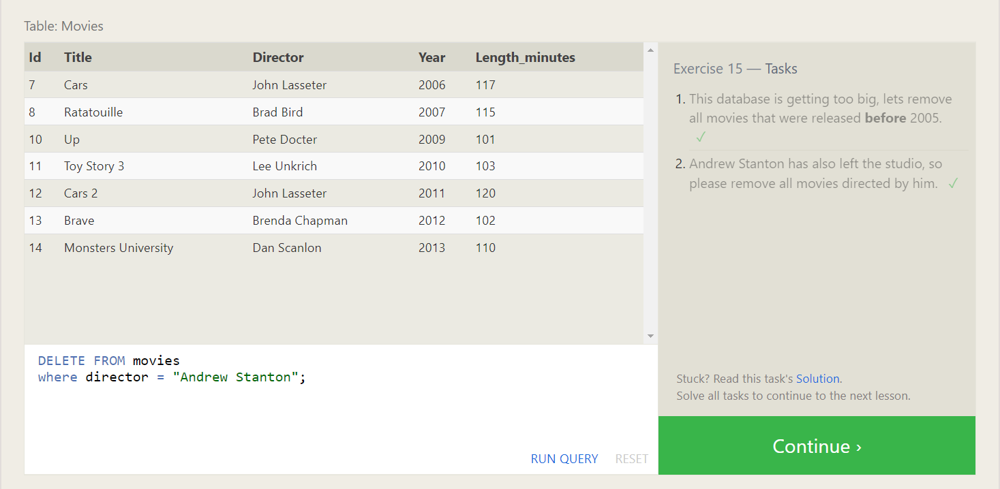 Table: Movies
Id Title Director Year Length_minutes
7 Cars John Lasseter 2006 117
8 Ratatouille Brad Bird 2007 115
10 Up Pete Docter 2009 101
11 Toy Story 3 Lee Unkrich 2010 103
12 Cars 2 John Lasseter 2011 120
13 Brave Brenda Chapman 2012 102
14 Monsters University Dan Scanlon 2013 110
DELETE FROM movies
where director = "Andrew Stanton";
RUN QUERY RESET
Exercise 15 — Tasks
1. This database is getting too big, lets remove
all movies that were released before 2005.
✓
2. Andrew Stanton has also left the studio, so
please remove all movies directed by him. ✓
Stuck? Read this task's Solution.
Solve all tasks to continue to the next lesson.
Continue ›